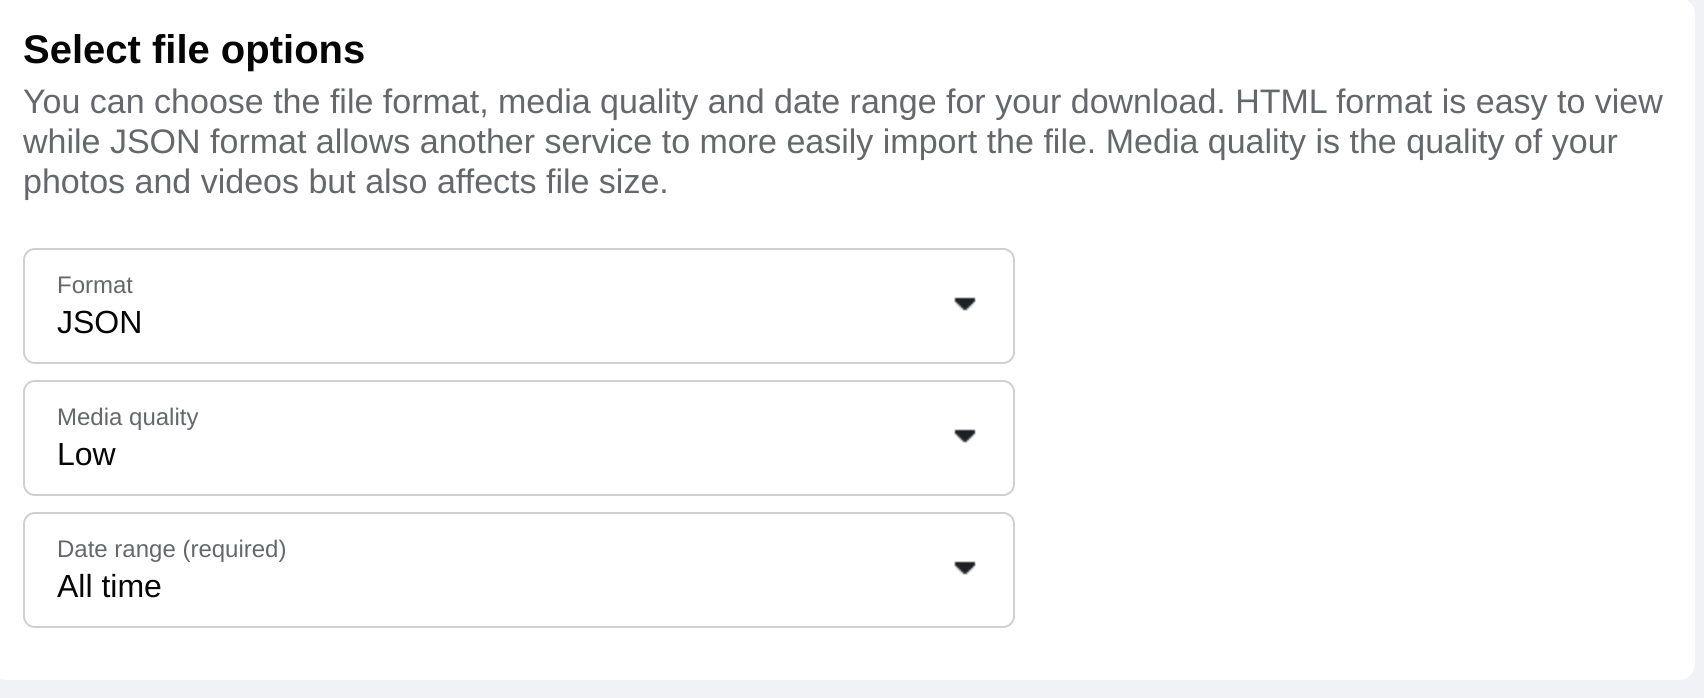 Select file options
You can choose the file format, media quality and date range for your download. HTML format is easy to view
while JSON format allows another service to more easily import the file. Media quality is the quality of your
photos and videos but also affects file size.
Format
JSON
Media quality
Low
Date range (required)
All time